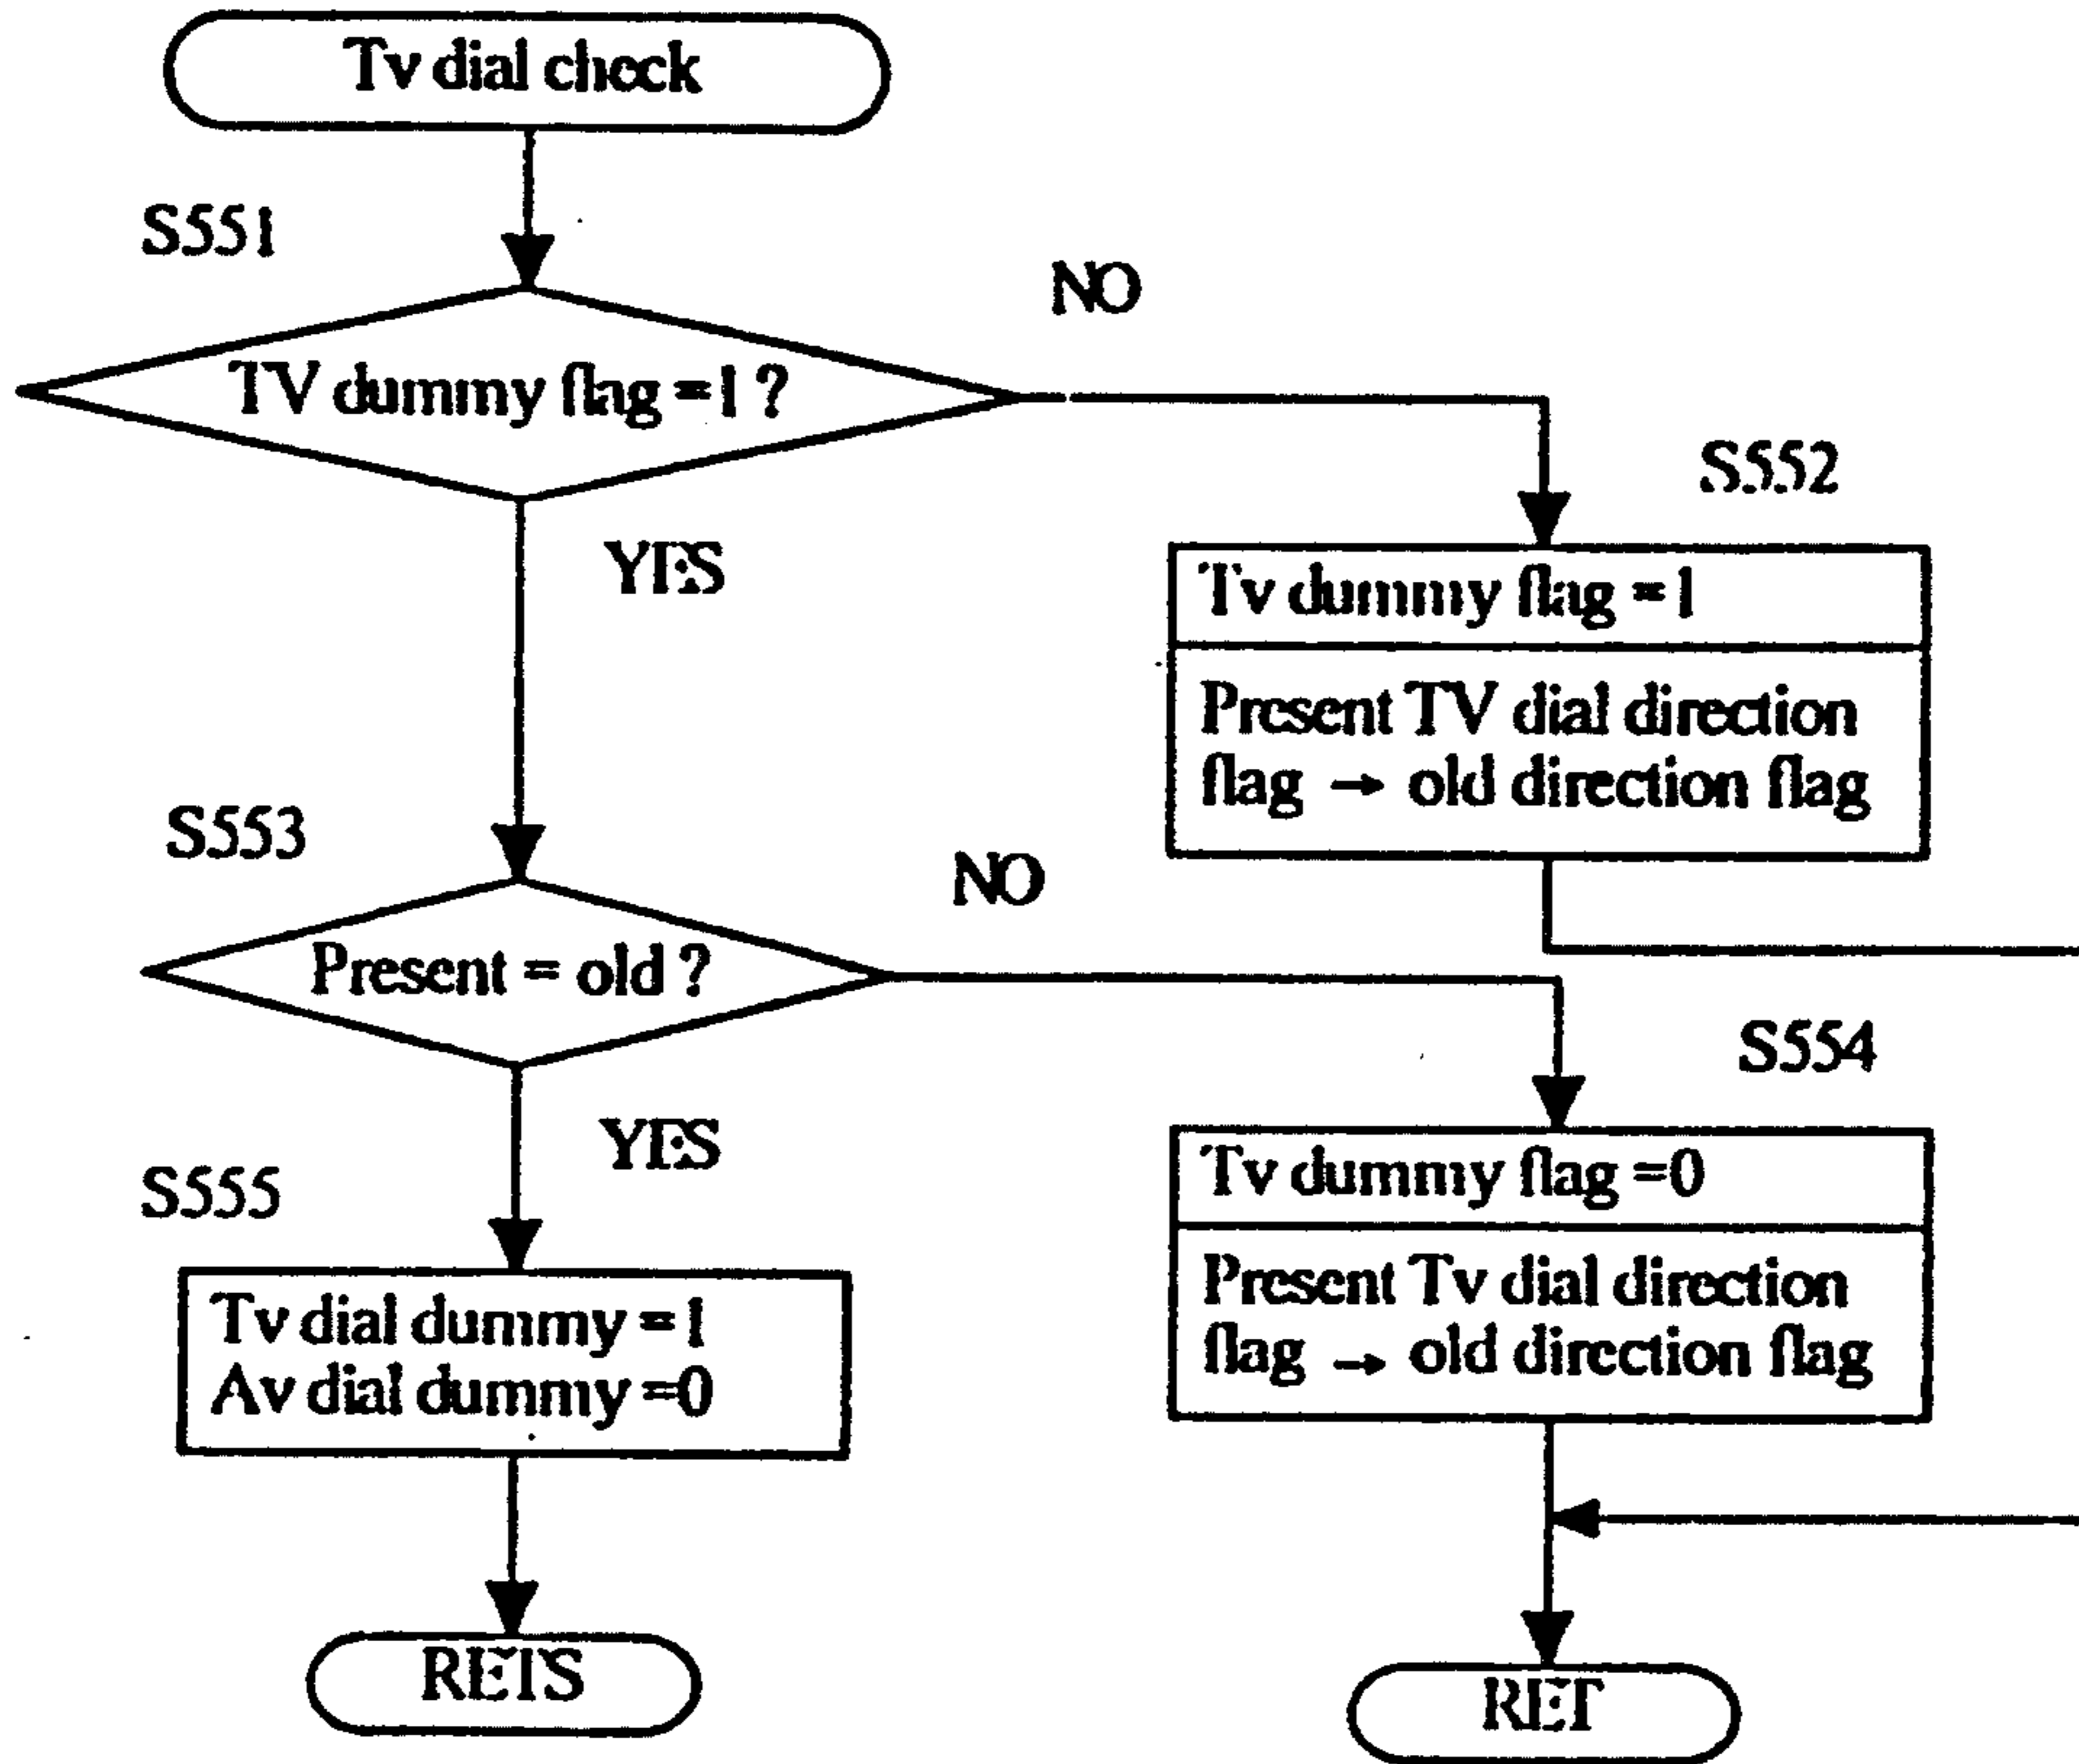 Tv dial check
S551
NO
TV dummy flag =1 ?
S552
YES
Tv dummy flag =1
Present TV dial direction
flag → old direction flag
S553
NO
Present = old ?
S554
YES
Tv dummy flag =0
S555
Present Tv dial direction
flag → old direction flag
Tv dial dummy =1
Av dial dummy =0
RETS
RET